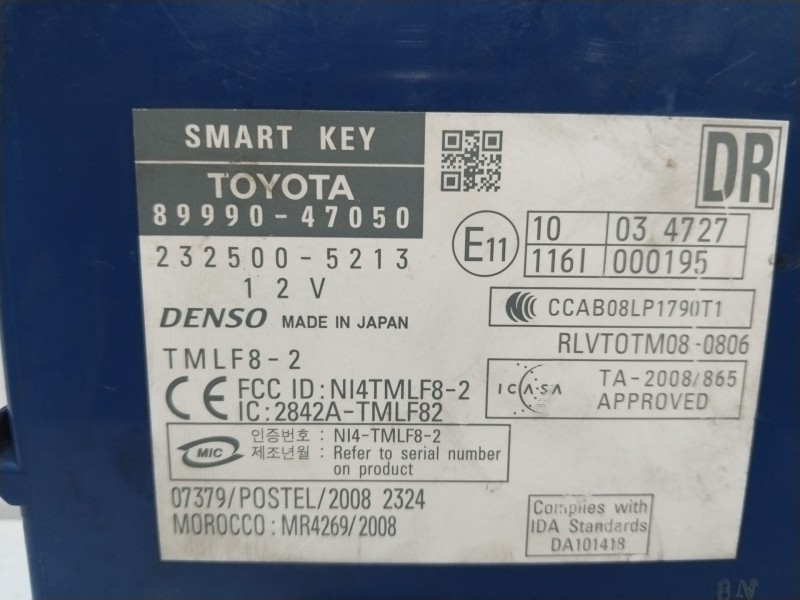 SMART KEY
TOYOTA
89990-47050
232500-5213
12V
DENSO MADE IN JAPAN
TMLF8-2
CE FCC ID: NI4TMLF8-2
IC: 2842A-TMLF82
MIC
인증번호 : NI4-TMLF8-2
제조년월 : Refer to serial number
on product
07379/POSTEL/2008 2324
MOROCCO: MR4269/2008
DR
E11
10 03 4727
116I 000195
CCAB08LP1790T1
RLVTOTM08-0806
ICASA
TA-2008/865
APPROVED
Complies with
IDA Standards
DA101418